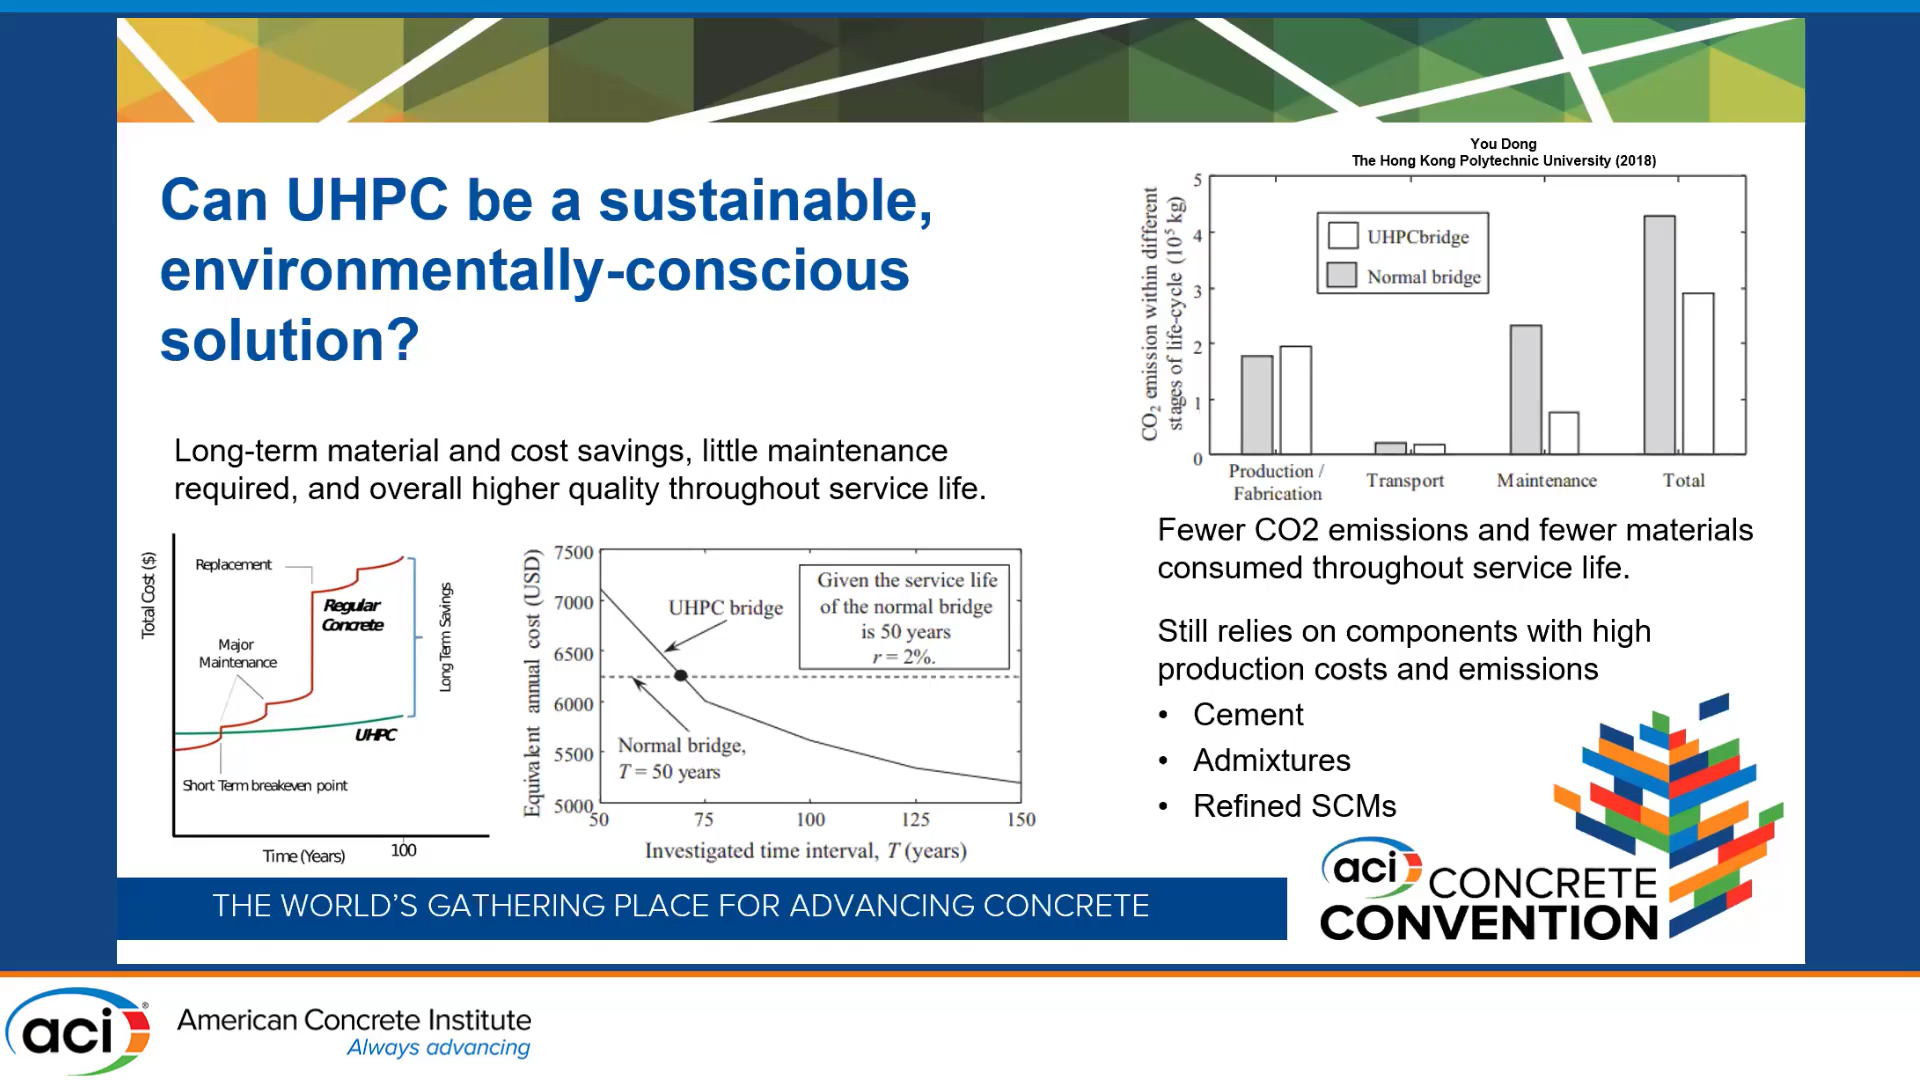 Can UHPC be a sustainable,
environmentally-conscious
solution?
Long-term material and cost savings, little maintenance
required, and overall higher quality throughout service life.
Total Cost ($)
Replacement
Regular
Concrete
Major
Maintenance
UHPC
Short Term breakeven point
Long Term Savings
Time (Years)
100
Equivalent annual cost (USD)
7500
7000
6500
6000
5500
5000
50
75
100
125
150
UHPC bridge
Given the service life
of the normal bridge
is 50 years
r = 2%.
Normal bridge,
T = 50 years
Investigated time interval, T (years)
You Dong
The Hong Kong Polytechnic University (2018)
CO2 emission within different
stages of life-cycle (10⁵ kg)
5
4
3
2
1
0
UHPCbridge
Normal bridge
Production /
Fabrication
Transport
Maintenance
Total
Fewer CO2 emissions and fewer materials
consumed throughout service life.
Still relies on components with high
production costs and emissions
• Cement
• Admixtures
• Refined SCMs
aci
CONCRETE
CONVENTION
THE WORLD'S GATHERING PLACE FOR ADVANCING CONCRETE
aci®
American Concrete Institute
Always advancing